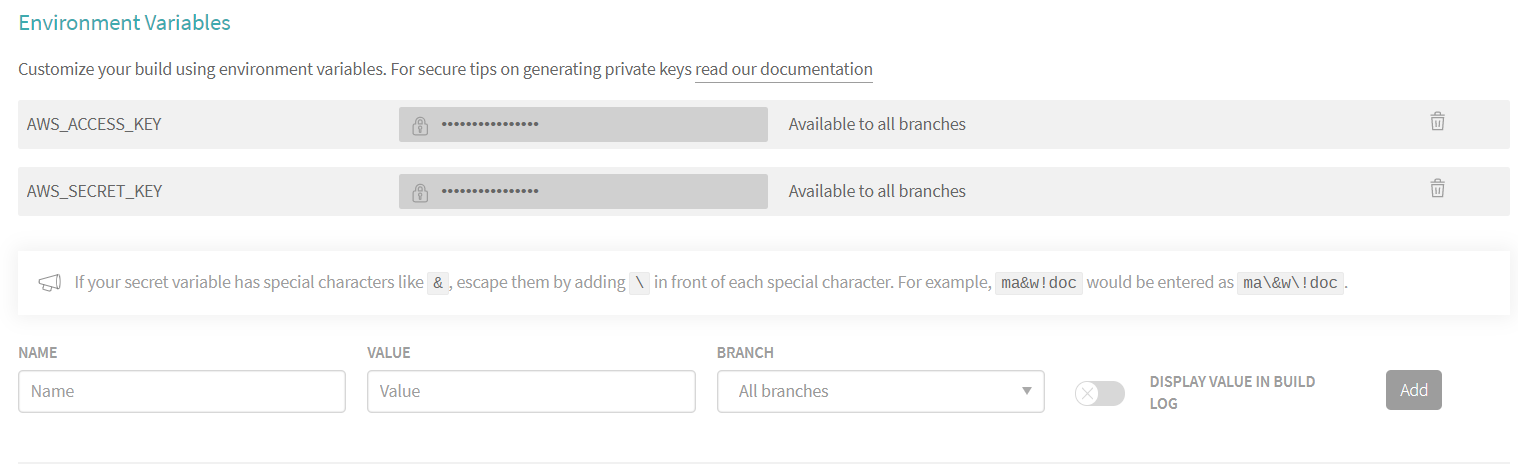 Environment Variables
Customize your build using environment variables. For secure tips on generating private keys read our documentation
AWS_ACCESS_KEY •••••••••••••••• Available to all branches
AWS_SECRET_KEY •••••••••••••••• Available to all branches
If your secret variable has special characters like &, escape them by adding \ in front of each special character. For example, ma&w!doc would be entered as ma\&w\!doc.
NAME VALUE BRANCH
Name Value All branches DISPLAY VALUE IN BUILD
LOG Add